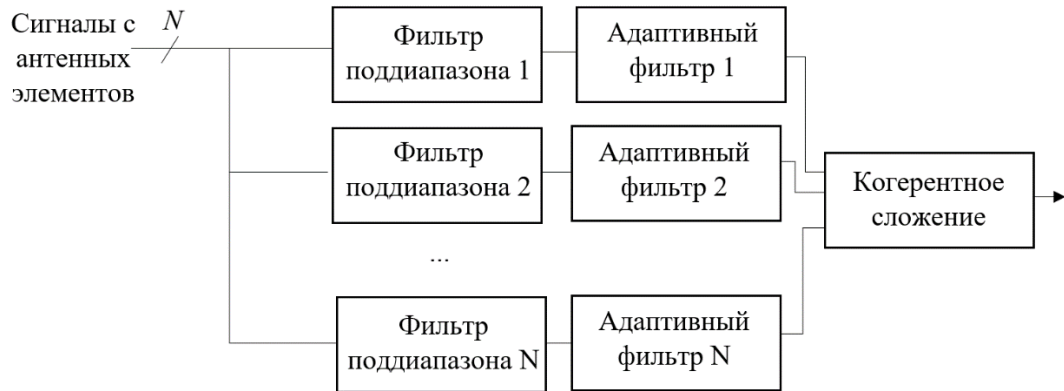 Сигналы с
антенных
элементов
N
Фильтр
поддиапазона 1
Адаптивный
фильтр 1
Фильтр
поддиапазона 2
Адаптивный
фильтр 2
Когерентное
сложение
...
Фильтр
поддиапазона N
Адаптивный
фильтр N